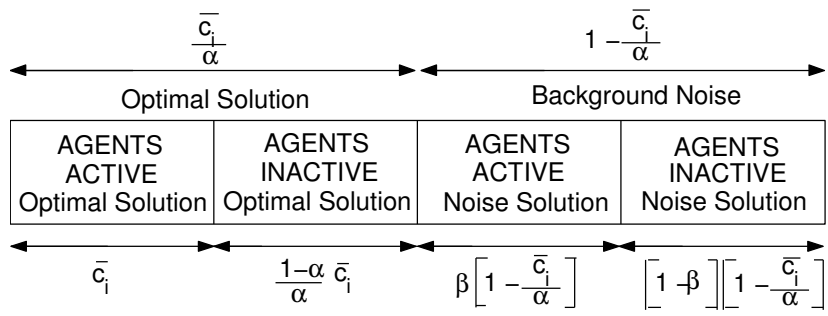 c̄ᵢ/α    1 − c̄ᵢ/α
Optimal Solution    Background Noise
AGENTS    AGENTS    AGENTS    AGENTS
ACTIVE    INACTIVE    ACTIVE    INACTIVE
Optimal Solution    Optimal Solution    Noise Solution    Noise Solution
c̄ᵢ    (1−α)/α c̄ᵢ    β[1 − c̄ᵢ/α]    [1 − β][1 − c̄ᵢ/α]